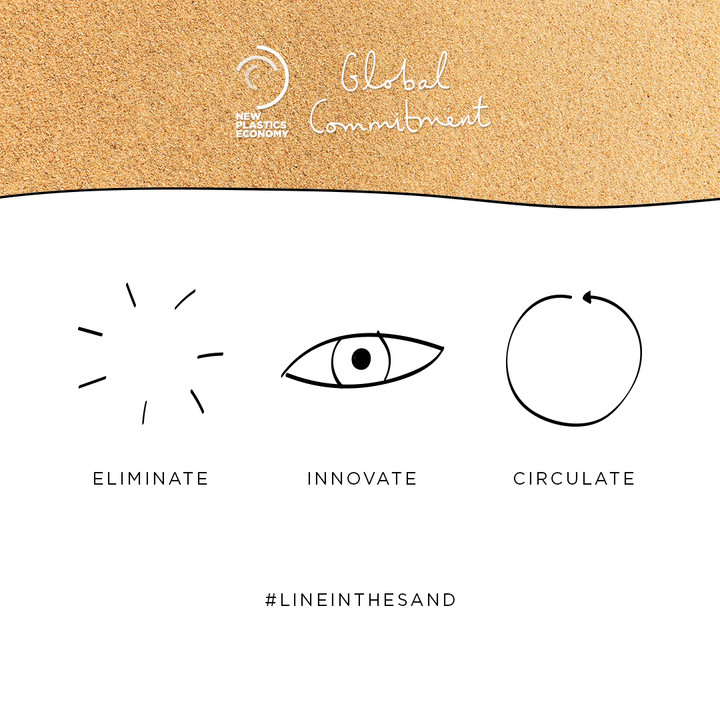 NEW
PLASTICS
ECONOMY
Global
Commitment
ELIMINATE
INNOVATE
CIRCULATE
#LINEINTHESAND